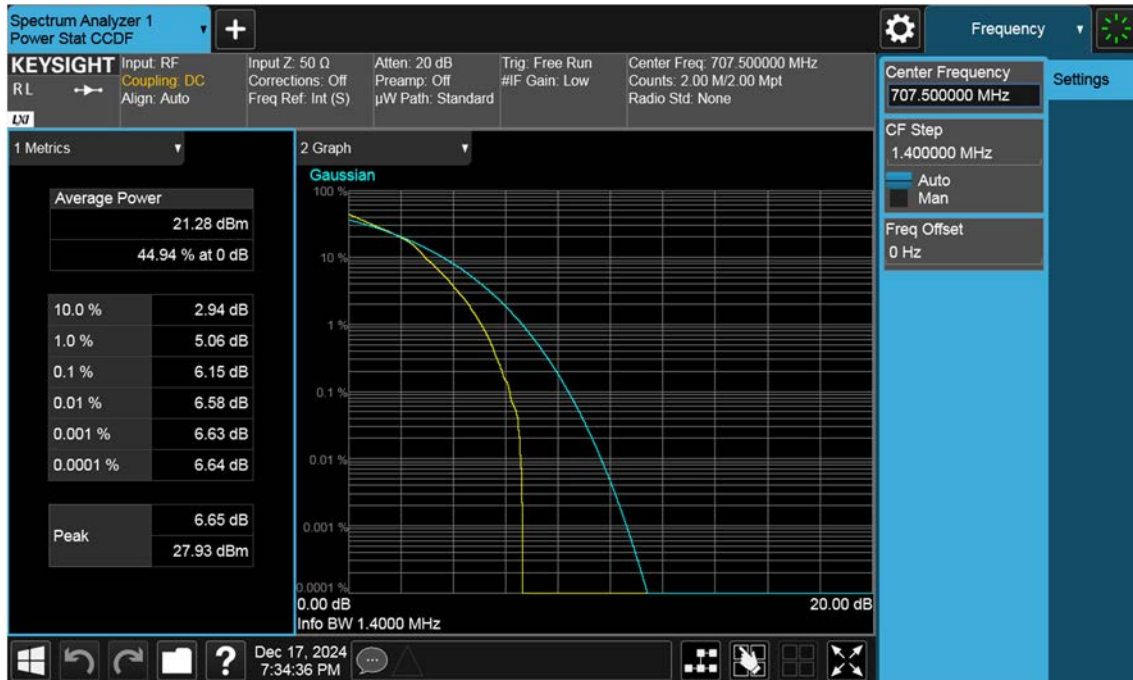 Spectrum Analyzer 1
Power Stat CCDF
Frequency
KEYSIGHT
RL
LXI
Input: RF
Coupling: DC
Align: Auto
Input Z: 50 Ω
Corrections: Off
Freq Ref: Int (S)
Atten: 20 dB
Preamp: Off
µW Path: Standard
Trig: Free Run
#IF Gain: Low
Center Freq: 707.500000 MHz
Counts: 2.00 M/2.00 Mpt
Radio Std: None
Center Frequency
707.500000 MHz
Settings
CF Step
1.400000 MHz
Auto
Man
Freq Offset
0 Hz
1 Metrics
Average Power
21.28 dBm
44.94 % at 0 dB
10.0 % 2.94 dB
1.0 % 5.06 dB
0.1 % 6.15 dB
0.01 % 6.58 dB
0.001 % 6.63 dB
0.0001 % 6.64 dB
Peak
6.65 dB
27.93 dBm
2 Graph
Gaussian
100 %
10 %
1 %
0.1 %
0.01 %
0.001 %
0.0001 %
0.00 dB 20.00 dB
Info BW 1.4000 MHz
?
Dec 17, 2024
7:34:36 PM